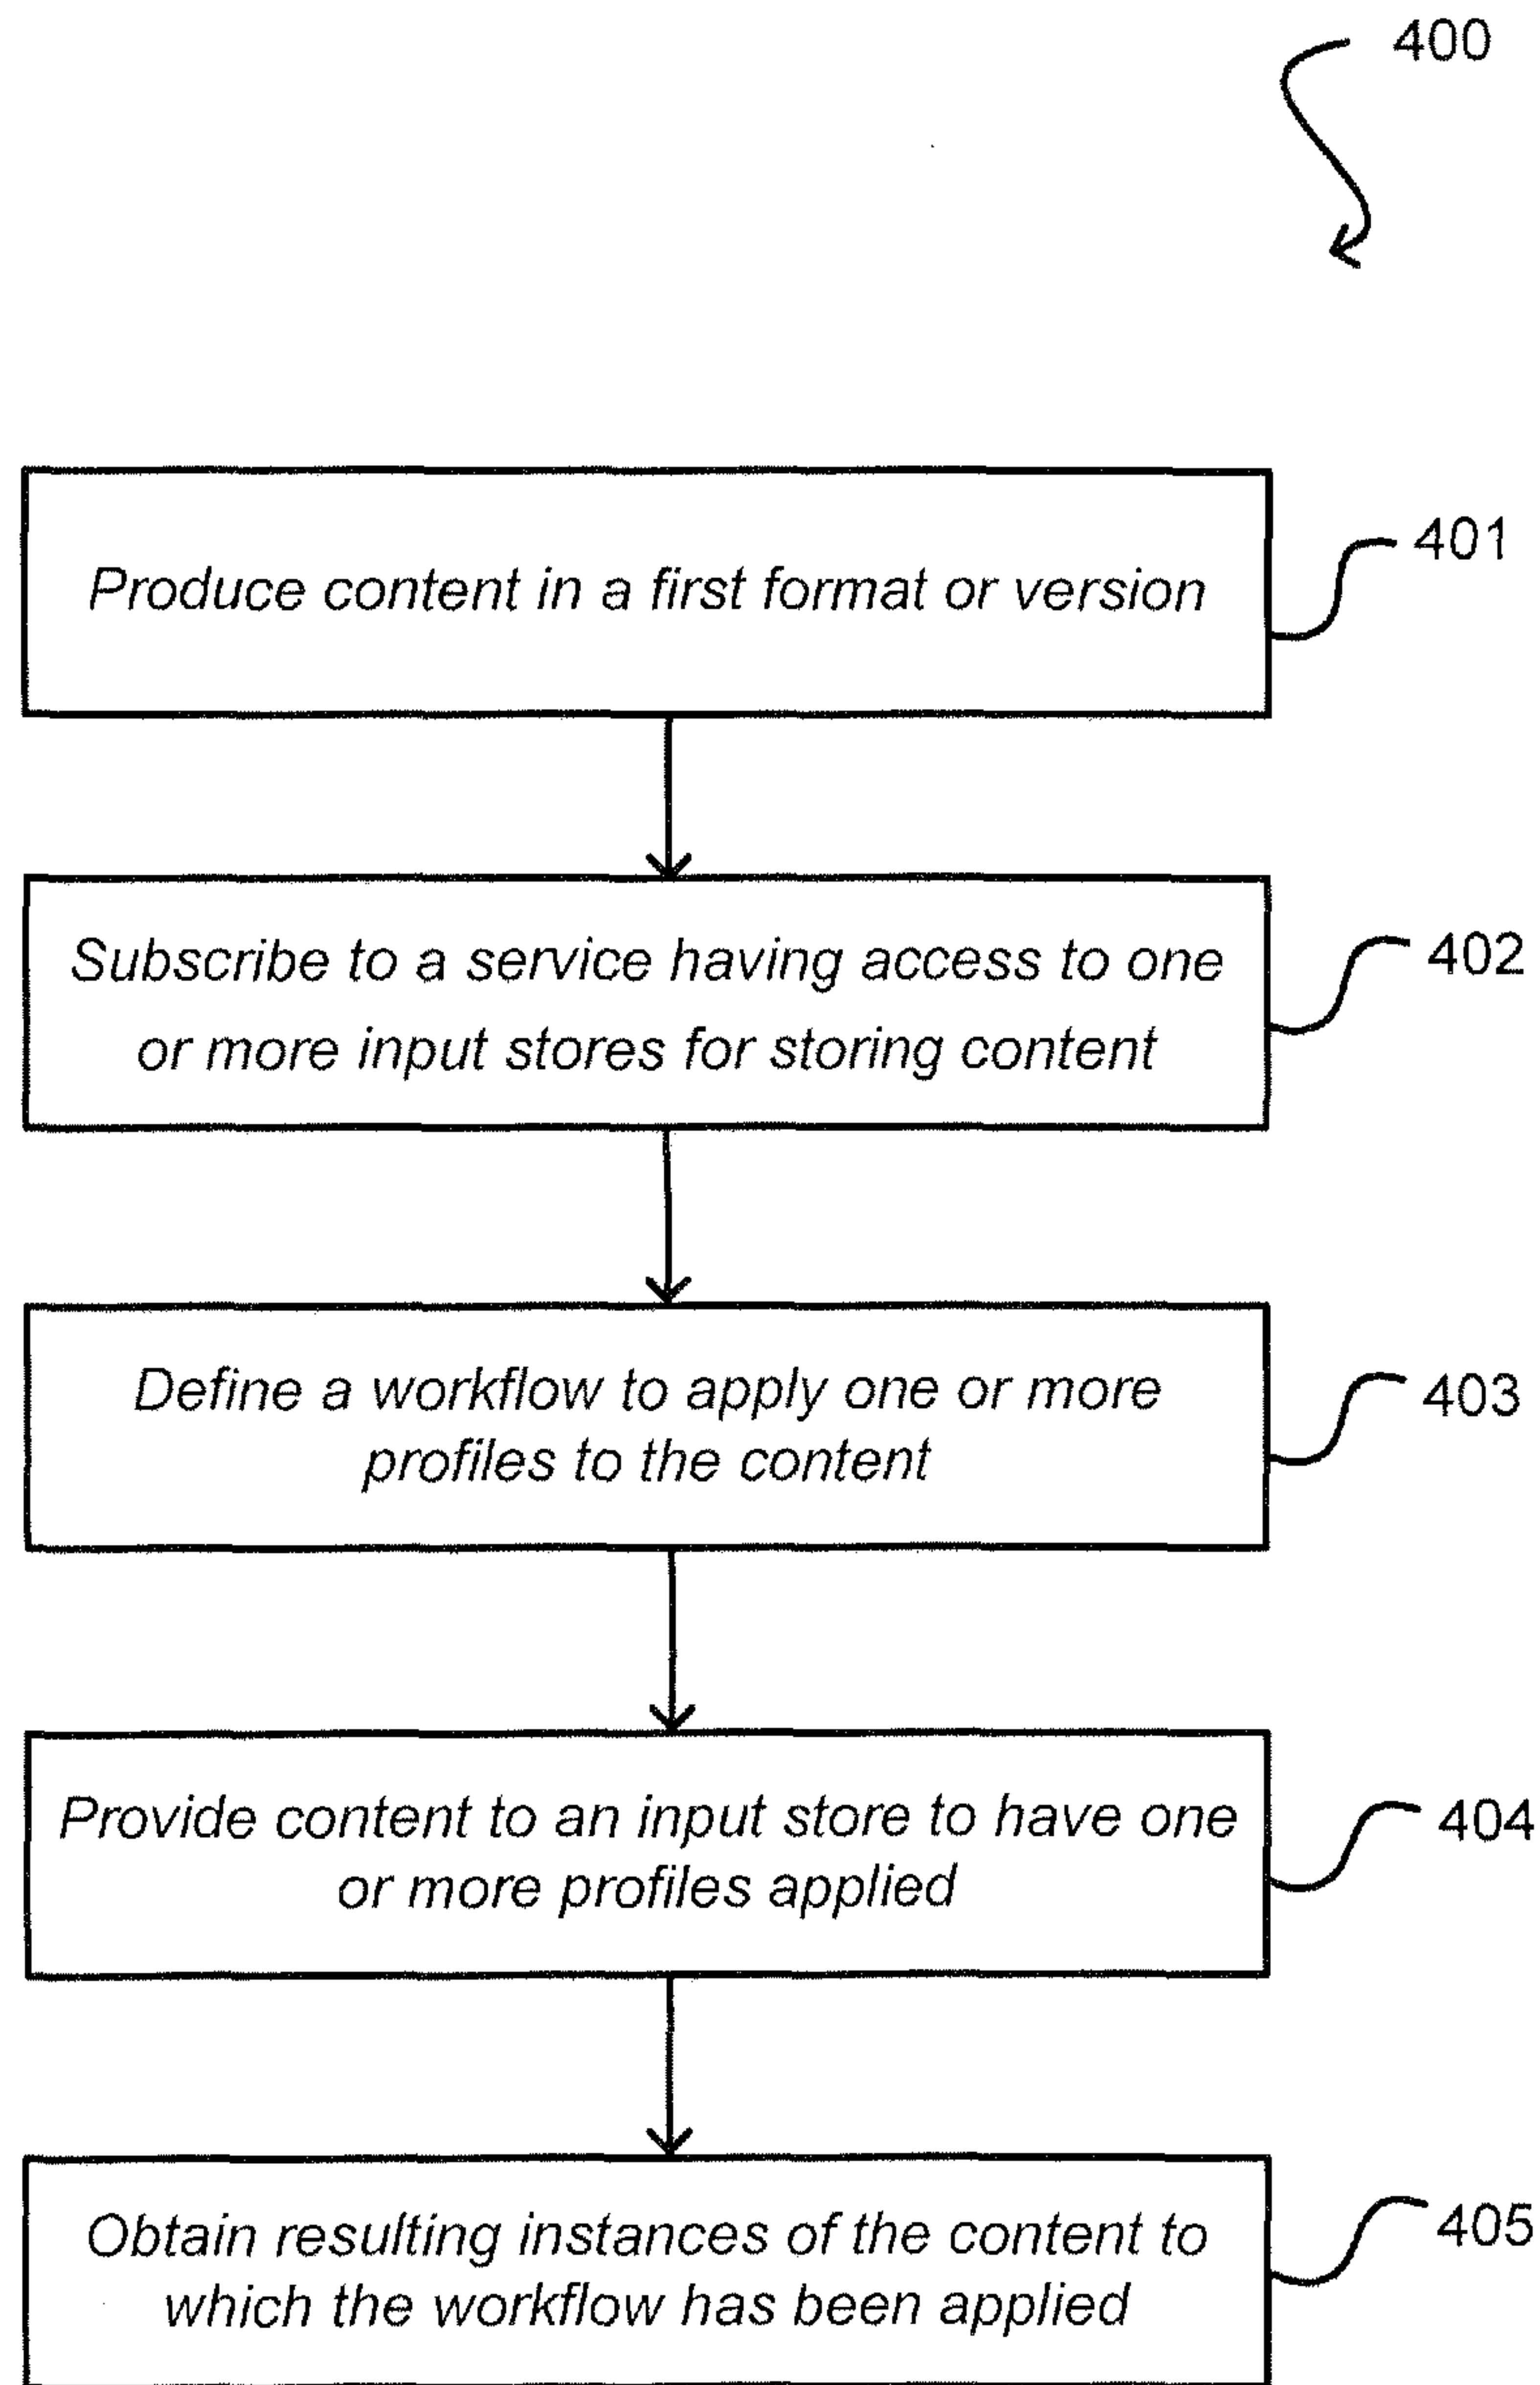 400
Produce content in a first format or version
401
Subscribe to a service having access to one
or more input stores for storing content
402
Define a workflow to apply one or more
profiles to the content
403
Provide content to an input store to have one
or more profiles applied
404
Obtain resulting instances of the content to
which the workflow has been applied
405